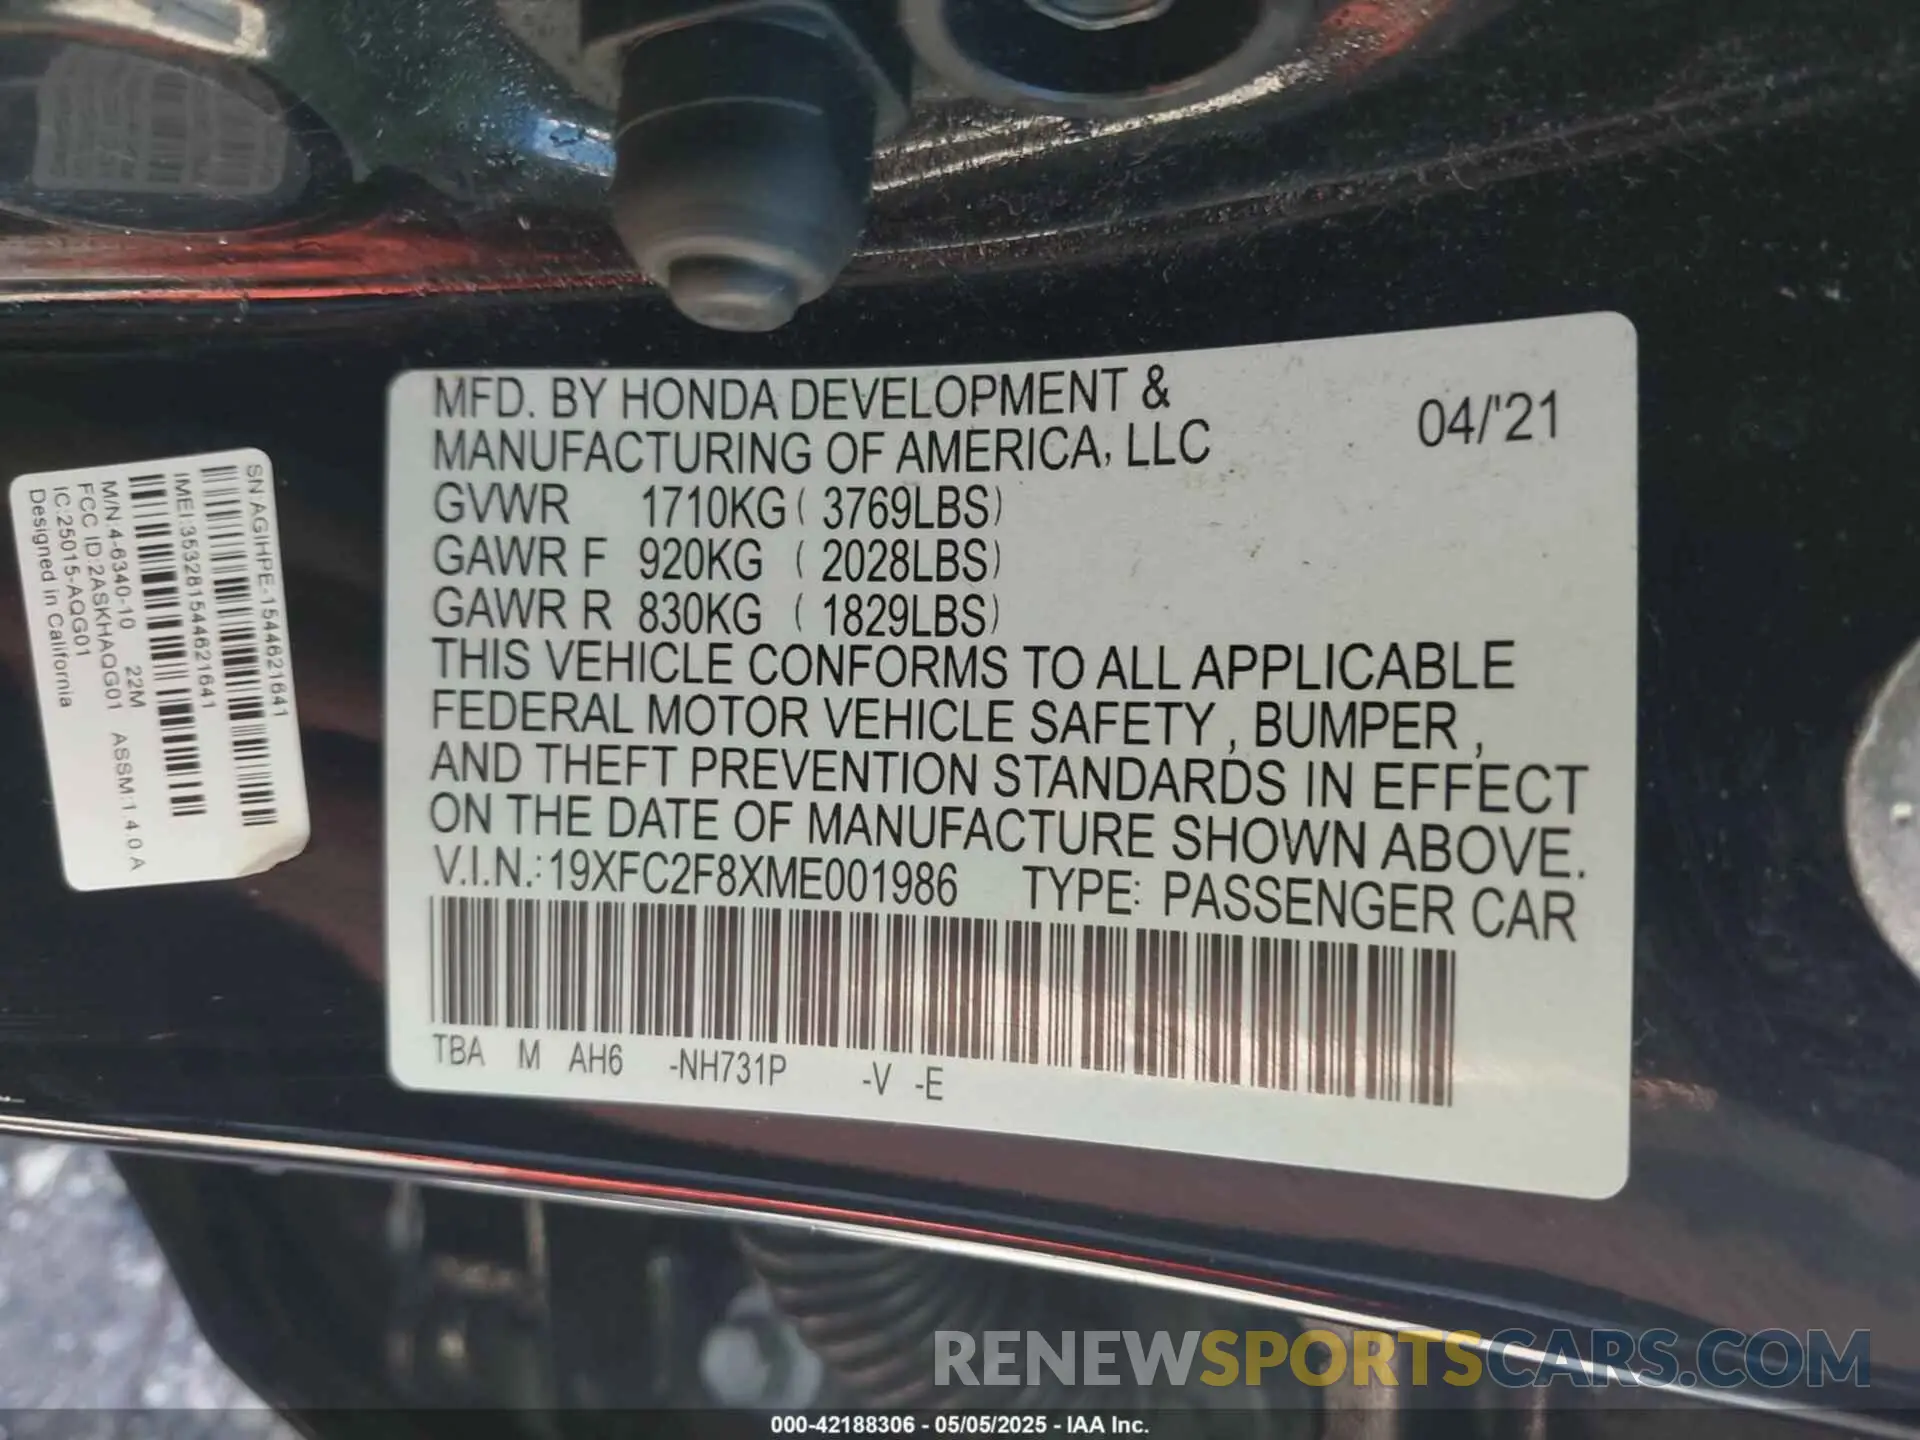 MFD. BY HONDA DEVELOPMENT &
MANUFACTURING OF AMERICA, LLC
04/'21
GVWR 1710KG ( 3769LBS)
GAWR F 920KG ( 2028LBS)
GAWR R 830KG ( 1829LBS)
THIS VEHICLE CONFORMS TO ALL APPLICABLE
FEDERAL MOTOR VEHICLE SAFETY , BUMPER ,
AND THEFT PREVENTION STANDARDS IN EFFECT
ON THE DATE OF MANUFACTURE SHOWN ABOVE.
V.I.N.: 19XFC2F8XME001986 TYPE: PASSENGER CAR
TBA M AH6 -NH731P -V -E
SN:AGIHPE-154462164​1
IMEI:353281544621641
M/N:4-6340-10 22M ASSM:1.4.0 A
FCC ID:2ASKHAQG01
IC:25015-AQG01
Designed in California
RENEWSPORTSCARS.COM
000-42188306 - 05/05/2025 - IAA Inc.